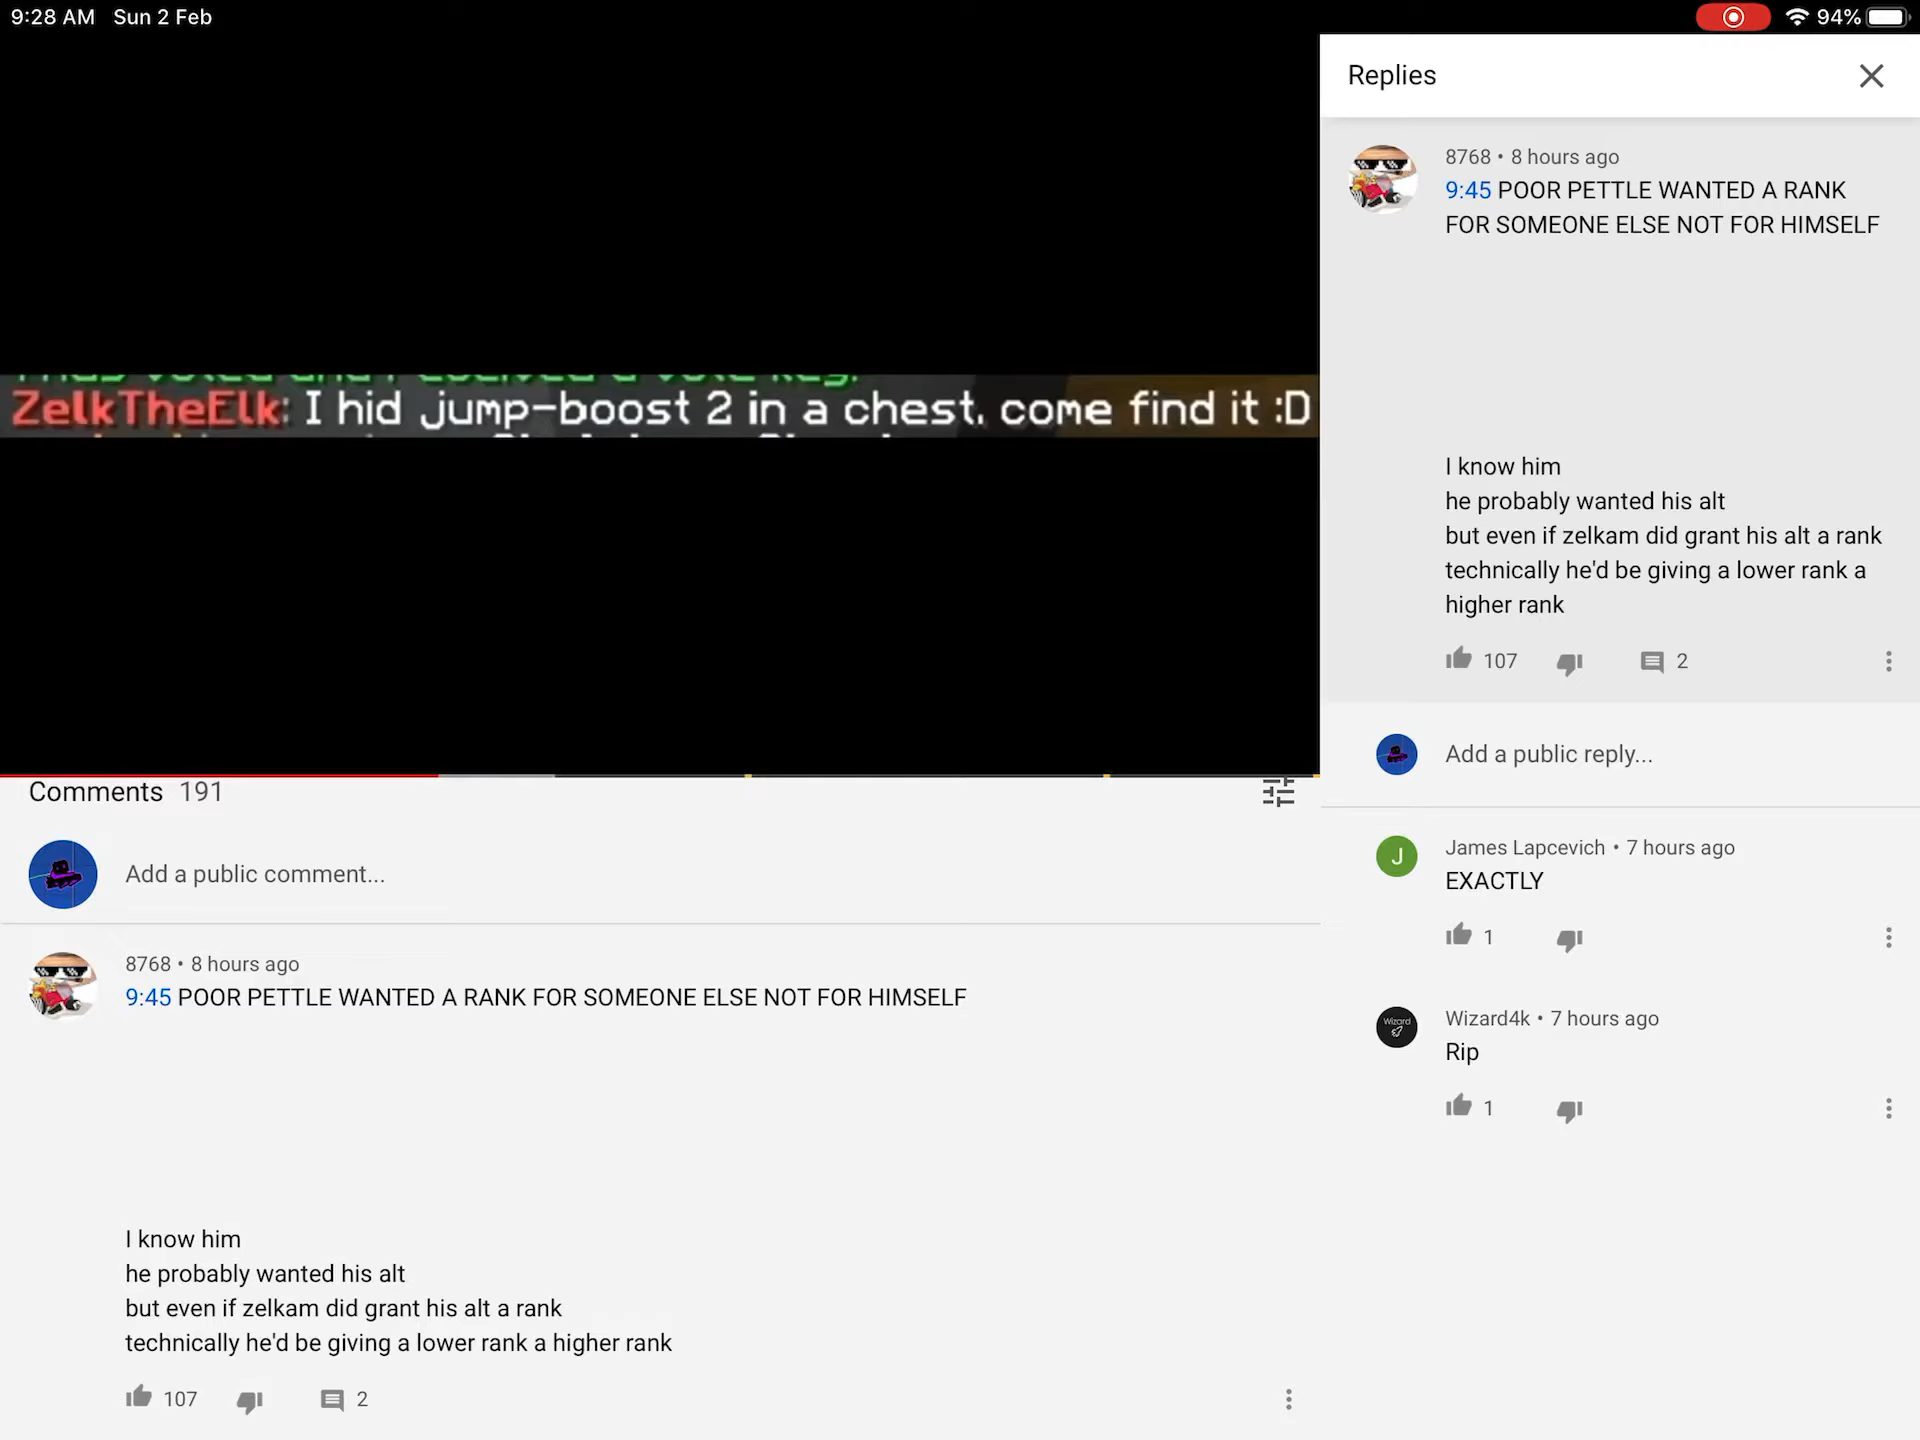 9:28 AM Sun 2 Feb
94%
ZelkTheElk: I hid jump-boost 2 in a chest, come find it :D
Comments 191
Add a public comment...
8768 • 8 hours ago
9:45 POOR PETTLE WANTED A RANK FOR SOMEONE ELSE NOT FOR HIMSELF
I know him
he probably wanted his alt
but even if zelkam did grant his alt a rank
technically he'd be giving a lower rank a higher rank
107 2
Replies
8768 • 8 hours ago
9:45 POOR PETTLE WANTED A RANK
FOR SOMEONE ELSE NOT FOR HIMSELF
I know him
he probably wanted his alt
but even if zelkam did grant his alt a rank
technically he'd be giving a lower rank a
higher rank
107 2
Add a public reply...
J
James Lapcevich • 7 hours ago
EXACTLY
1
Wizard
Wizard4k • 7 hours ago
Rip
1